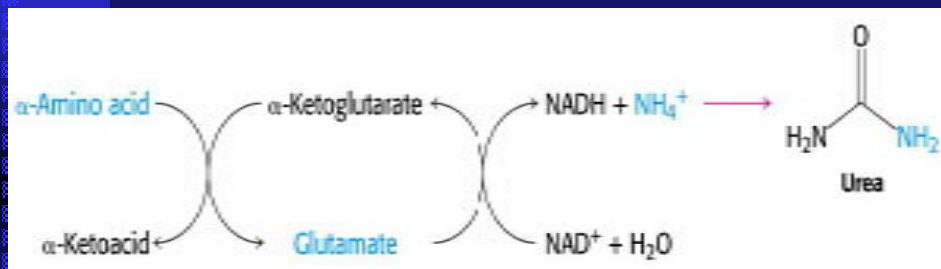 O
α-Amino acid α-Ketoglutarate NADH + NH₄⁺
H₂N NH₂
Urea
α-Ketoacid Glutamate NAD⁺ + H₂O